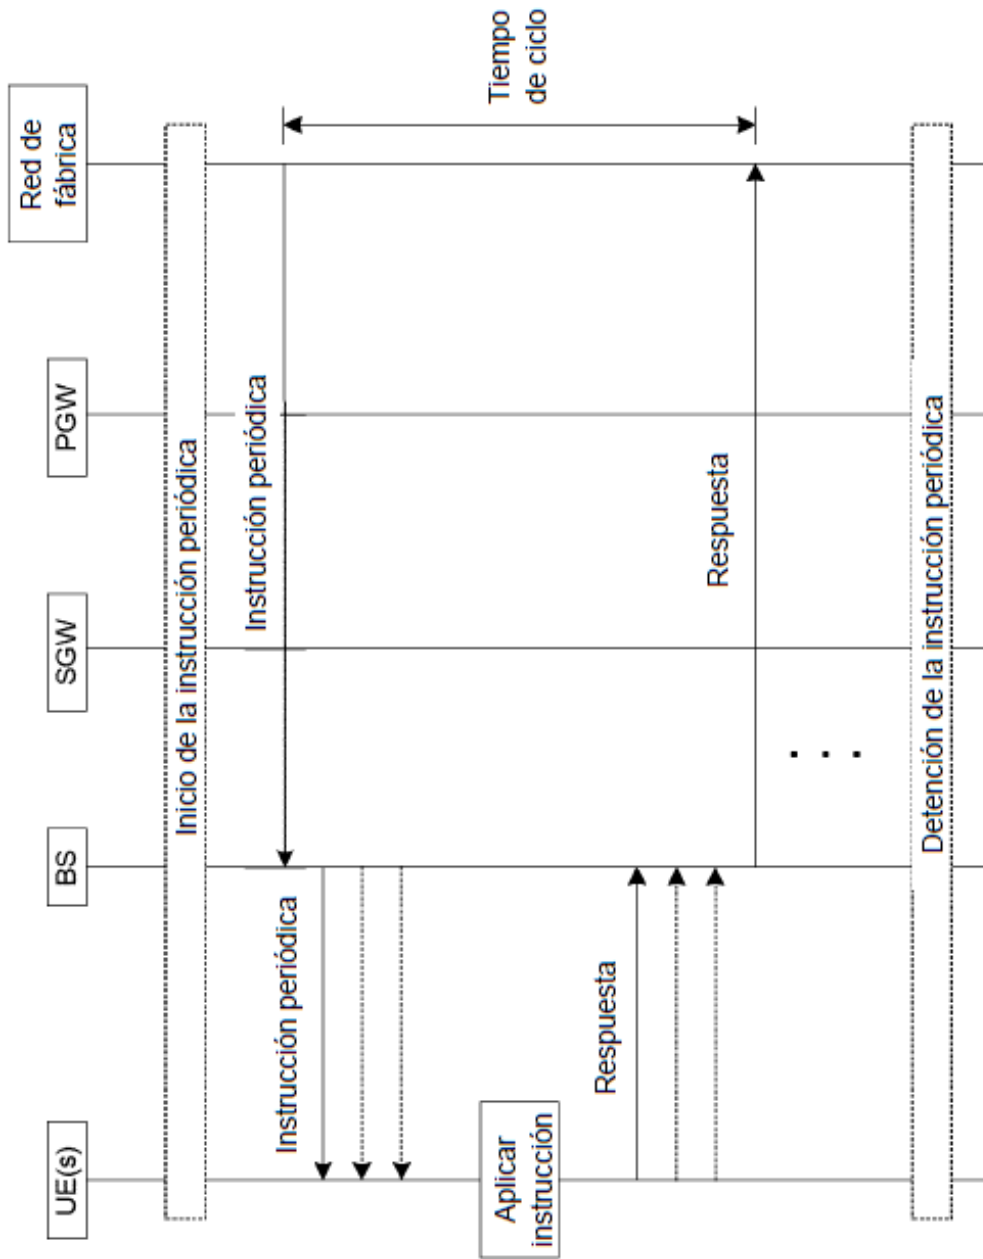 UE(s)
BS
SGW
PGW
Red de
fábrica
Inicio de la instrucción periódica
Instrucción periódica
Instrucción periódica
Aplicar
instrucción
Tiempo
de ciclo
Respuesta
Respuesta
. . .
Detención de la instrucción periódica